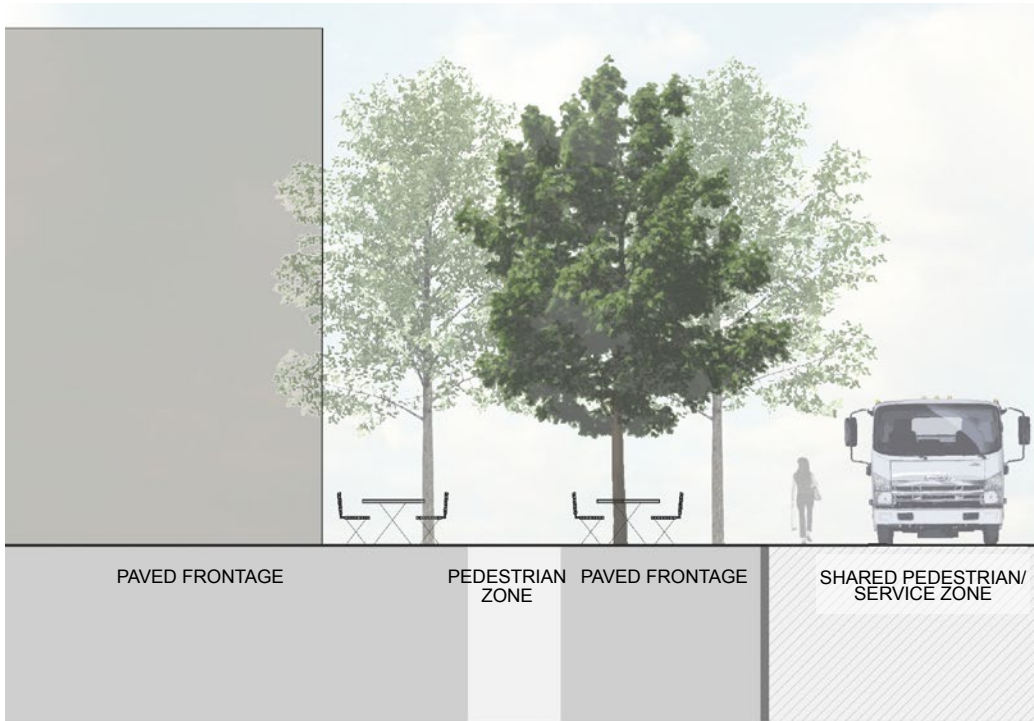 PAVED FRONTAGE
PEDESTRIAN
ZONE
PAVED FRONTAGE
SHARED PEDESTRIAN/
SERVICE ZONE